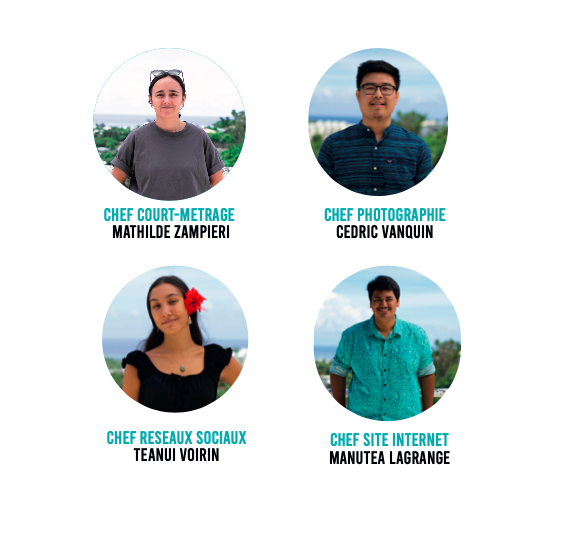 CHEF COURT-METRAGE
MATHILDE ZAMPIERI
CHEF PHOTOGRAPHIE
CEDRIC VANQUIN
CHEF RESEAUX SOCIAUX
TEANUI VOIRIN
CHEF SITE INTERNET
MANUTEA LAGRANGE